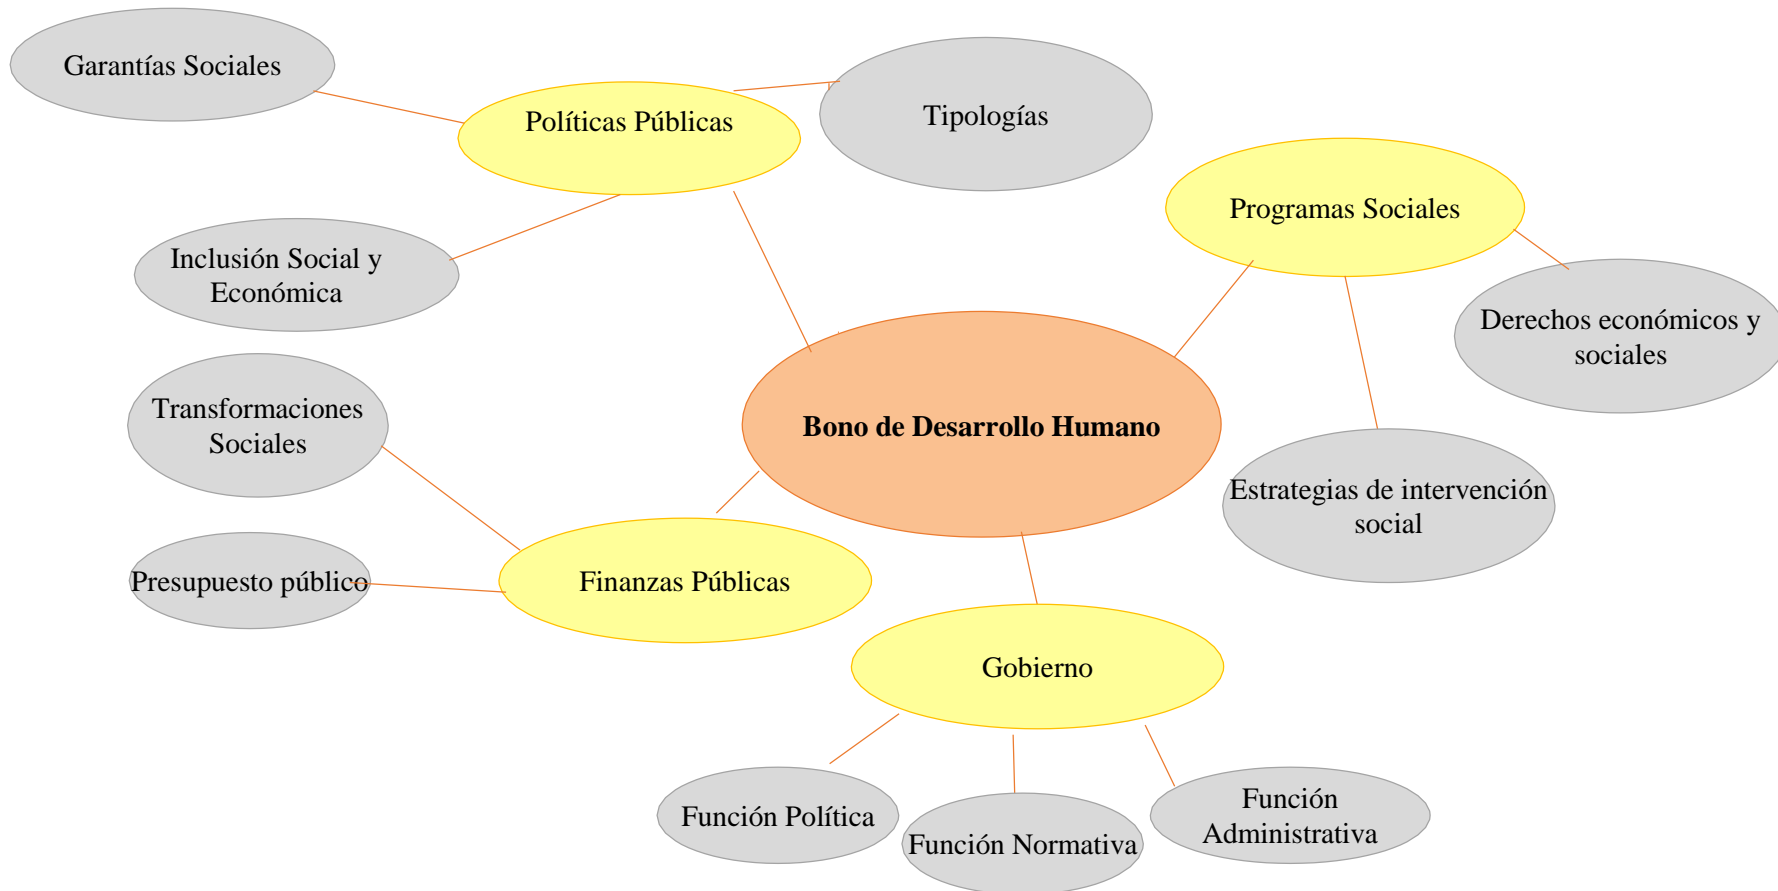 Garantías Sociales
Políticas Públicas
Tipologías
Programas Sociales
Inclusión Social y
Económica
Derechos económicos y
sociales
Transformaciones
Sociales
Bono de Desarrollo Humano
Estrategias de intervención
social
Presupuesto público
Finanzas Públicas
Gobierno
Función Política
Función Normativa
Función
Administrativa